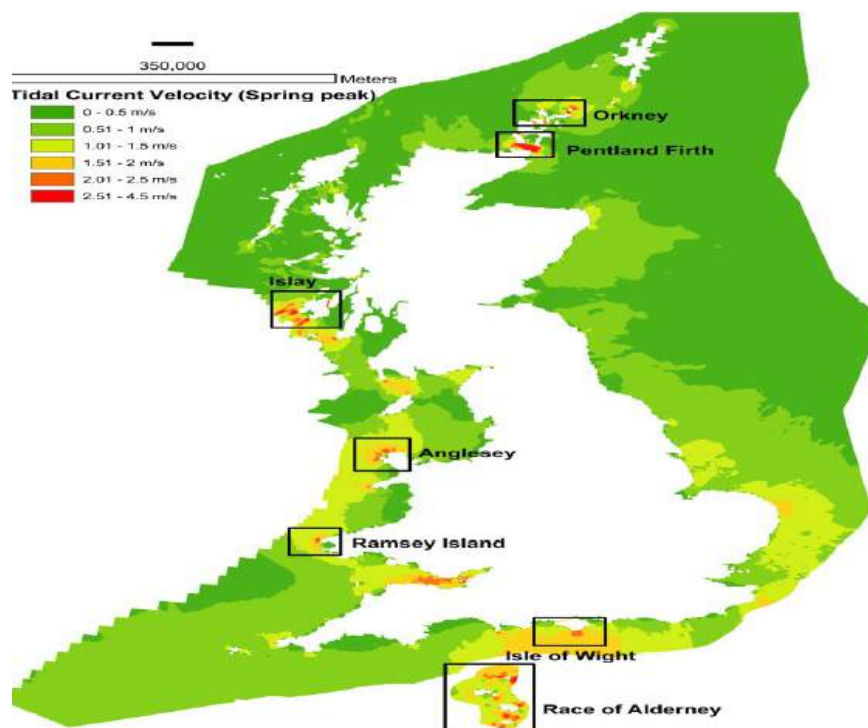 350,000
Meters
Tidal Current Velocity (Spring peak)
0 - 0.5 m/s
0.51 - 1 m/s
1.01 - 1.5 m/s
1.51 - 2 m/s
2.01 - 2.5 m/s
2.51 - 4.5 m/s
Orkney
Pentland Firth
Islay
Anglesey
Ramsey Island
Isle of Wight
Race of Alderney